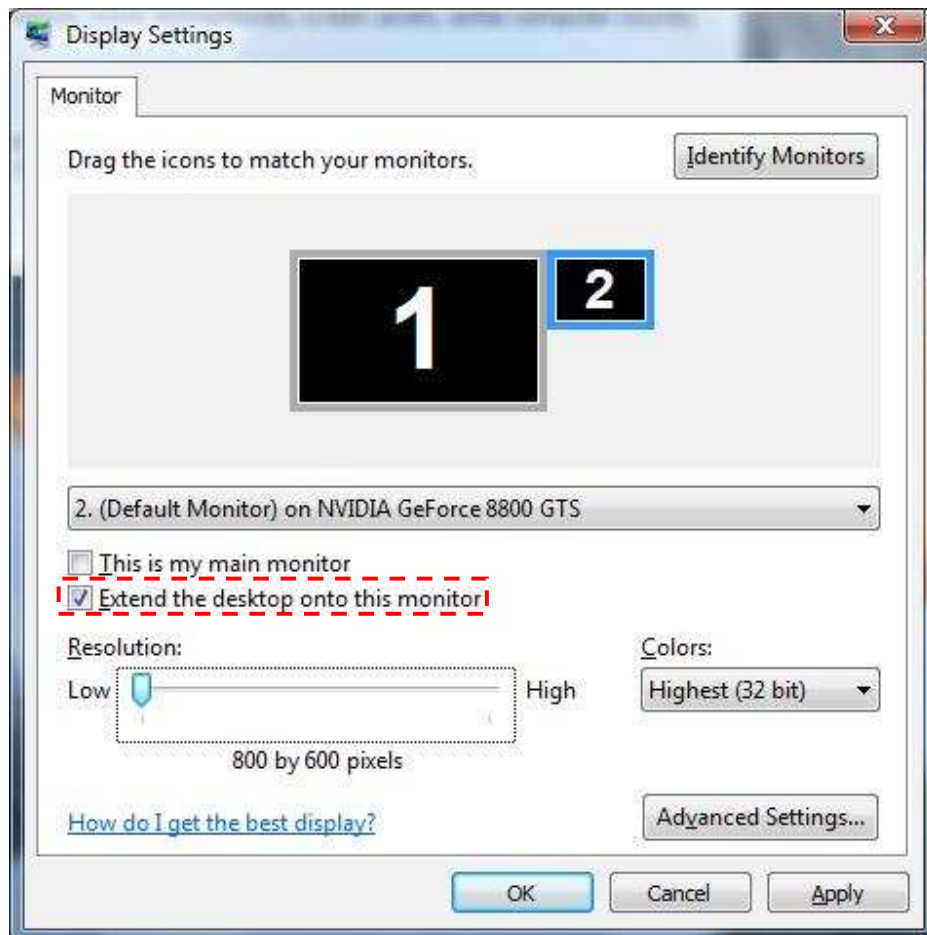 Display Settings
X
Monitor
Drag the icons to match your monitors.
Identify Monitors
1
2
2. (Default Monitor) on NVIDIA GeForce 8800 GTS
This is my main monitor
Extend the desktop onto this monitor
Resolution:
Colors:
Low
High
Highest (32 bit)
800 by 600 pixels
How do I get the best display?
Advanced Settings...
OK
Cancel
Apply